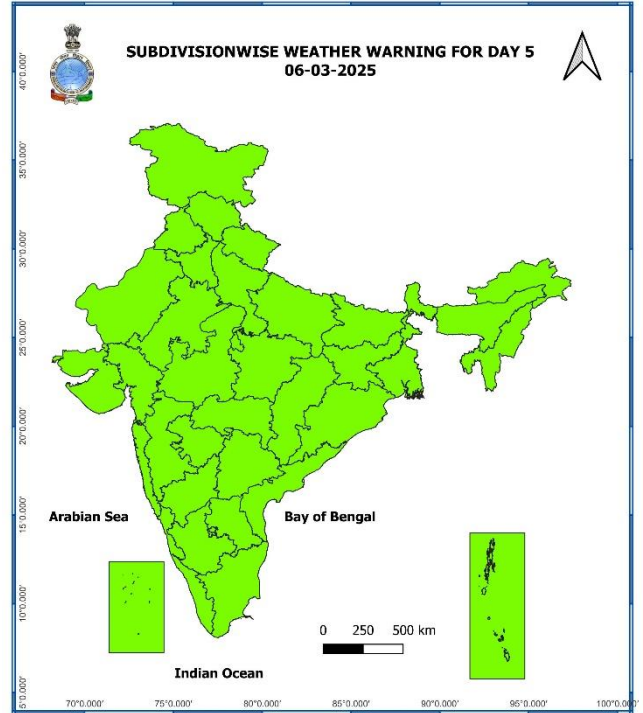 SUBDIVISIONWISE WEATHER WARNING FOR DAY 5
06-03-2025
40°0.000'
35°0.000'
30°0.000'
25°0.000'
20°0.000'
15°0.000'
10°0.000'
5°0.000'
Arabian Sea
Bay of Bengal
0 250 500 km
Indian Ocean
70°0.000' 75°0.000' 80°0.000' 85°0.000' 90°0.000' 95°0.000' 100°0.000'